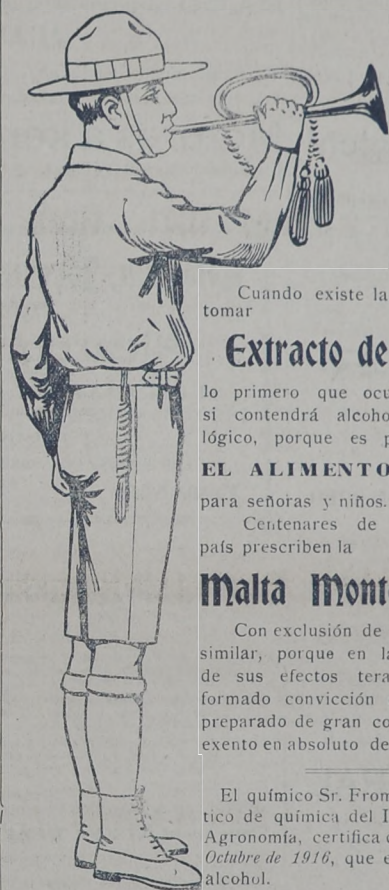 Cuando existe la
tomar
Extracto de
lo primero que ocu
si contendrá alcoho
lógico, porque es p
EL ALIMENTO
para señoras y niños.
Centenares de
país prescriben la
Malta Mont
Con exclusión de
similar, porque en la
de sus efectos tera
formado convicción
preparado de gran co
exento en absoluto de
El químico Sr. From
tico de química del I
Agronomía, certifica
Octubre de 1916, que e
alcohol.